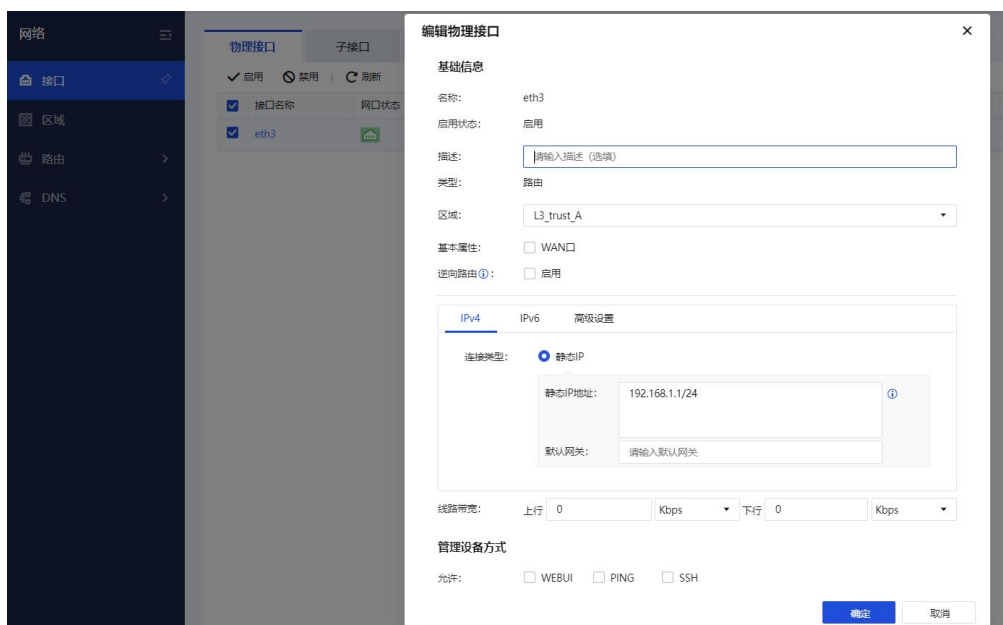 网络
接口
区域
路由
DNS
物理接口 子接口
启用 禁用 刷新
接口名称 网口状态
eth3
编辑物理接口
基础信息
名称: eth3
启用状态: 启用
描述: 请输入描述（选填）
类型: 路由
区域: L3_trust_A
基本属性: WAN口
逆向路由: 启用
IPv4 IPv6 高级设置
连接类型: 静态IP
静态IP地址: 192.168.1.1/24
默认网关: 请输入默认网关
线路带宽: 上行 0 Kbps 下行 0 Kbps
管理设备方式
允许: WEBUI PING SSH
确定 取消